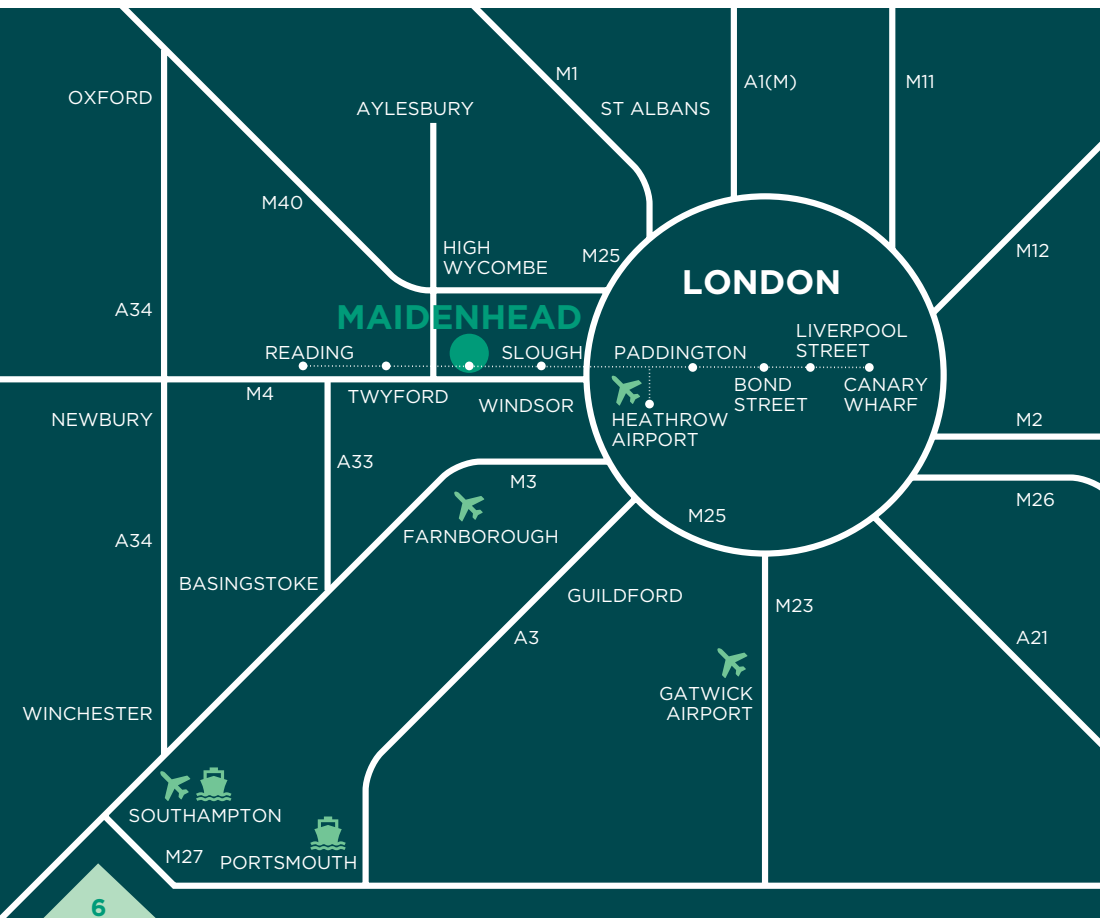 M1
A1(M)
M11
OXFORD
AYLESBURY
ST ALBANS
M40
HIGH
WYCOMBE
M25
M12
LONDON
A34
MAIDENHEAD
LIVERPOOL
STREET
READING
SLOUGH
PADDINGTON
BOND
STREET
CANARY
WHARF
M4
TWYFORD
WINDSOR
HEATHROW
AIRPORT
NEWBURY
M2
A33
M3
M26
M25
A34
FARNBOROUGH
BASINGSTOKE
GUILDFORD
M23
A3
A21
GATWICK
AIRPORT
WINCHESTER
SOUTHAMPTON
M27
PORTSMOUTH
6